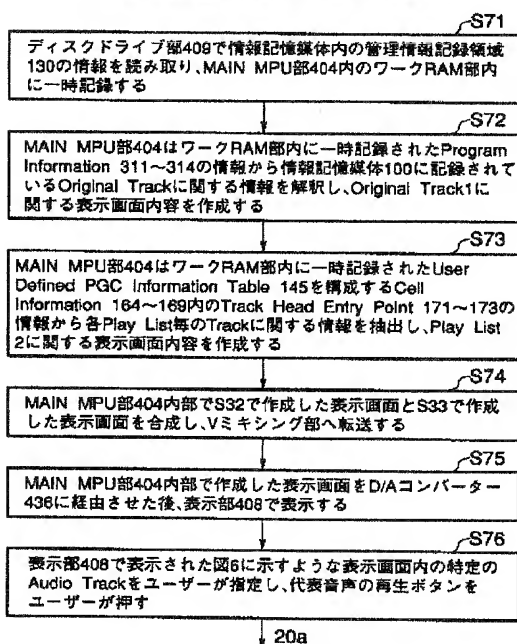 S71
ディスクドライブ部409で情報記憶媒体内の管理情報記録領域
130の情報を読み取り、MAIN MPU部404内のワークRAM部内
に一時記録する
S72
MAIN MPU部404はワークRAM部内に一時記録されたProgram
Information 311～314の情報から情報記憶媒体100に記録されて
いるOriginal Trackに関する情報を解釈し、Original Track1に
関する表示画面内容を作成する
S73
MAIN MPU部404はワークRAM部内に一時記録されたUser
Defined PGC Information Table 145を構成するCell
Information 164～169内のTrack Head Entry Point 171～173の
情報から各Play List毎のTrackに関する情報を抽出し、Play List
2に関する表示画面内容を作成する
S74
MAIN MPU部404内部でS32で作成した表示画面とS33で作成
した表示画面を合成し、Vミキシング部へ転送する
S75
MAIN MPU部404内部で作成した表示画面をD/Aコンバーター
436に経由させた後、表示部408で表示する
S76
表示部408で表示された図6に示すような表示画面内の特定の
Audio Trackをユーザーが指定し、代表音声の再生ボタンを
ユーザーが押す
20a